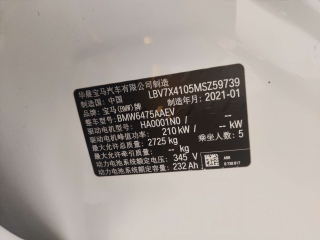 华晨宝马汽车有限公司制造
LBV7X4105MSZ59739
制造国：中国
制造年月：2021-01
品牌：宝马(BMW)牌
整车型号：BMW6475AAEV
驱动电机型号：HA0001N0 / --
驱动电机峰值功率：210 kW / -- kW
最大允许总质量：2725 kg
乘坐人数：5
最大允许牵引质量：-- kg
动力电池系统额定电压：345 V
动力电池系统额定容量：232 Ah